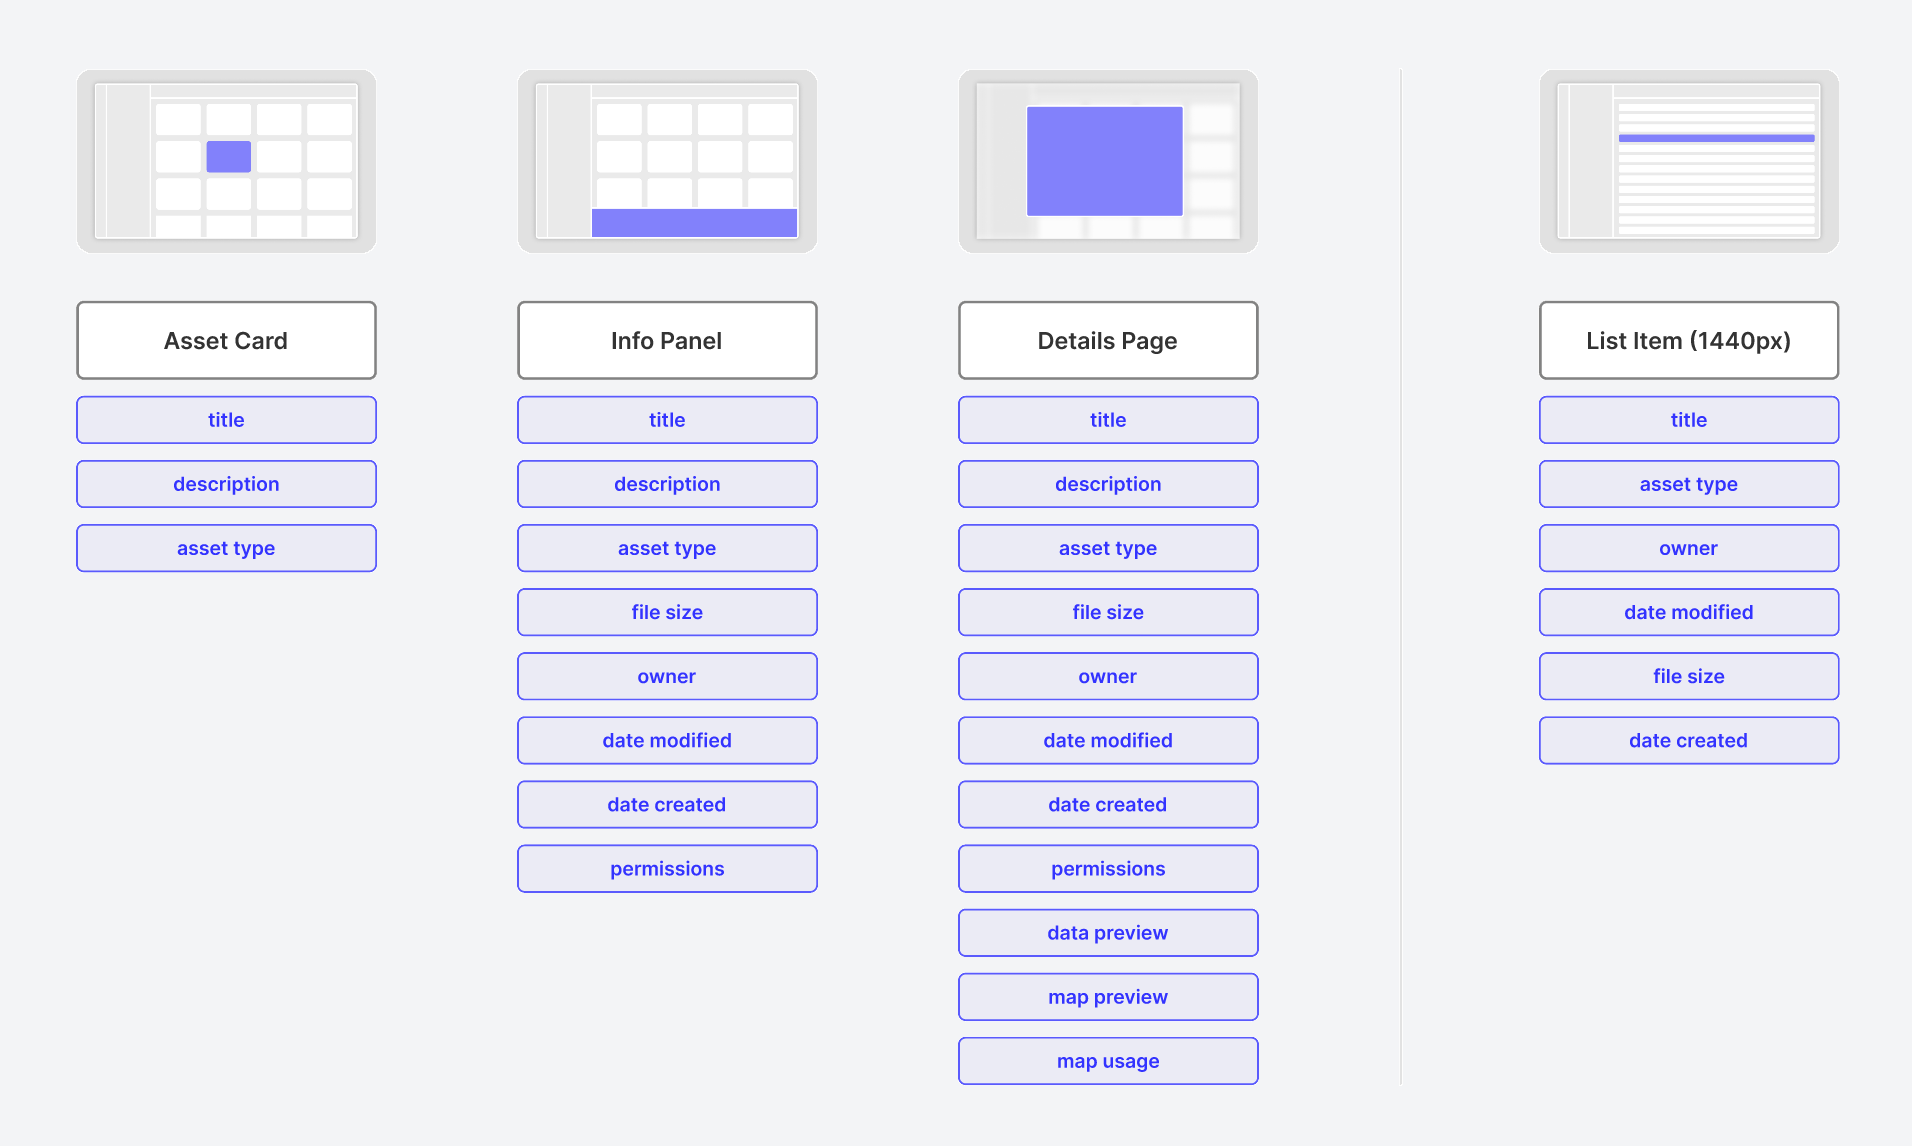 Asset Card
title
description
asset type
Info Panel
title
description
asset type
file size
owner
date modified
date created
permissions
Details Page
title
description
asset type
file size
owner
date modified
date created
permissions
data preview
map preview
map usage
List Item (1440px)
title
asset type
owner
date modified
file size
date created